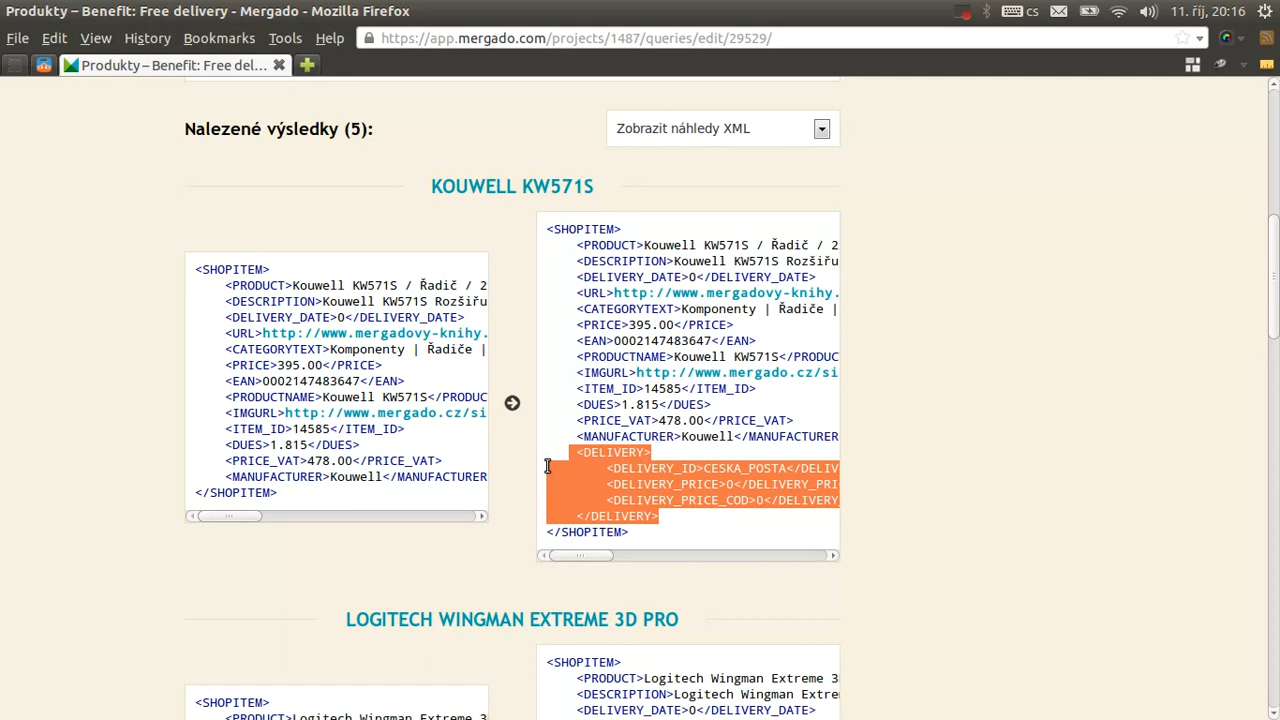 Produkty – Benefit: Free delivery - Mergado - Mozilla Firefox
cs
11. říj, 20:16
File Edit View History Bookmarks Tools Help
https://app.mergado.com/projects/1487/queries/edit/29529/
Produkty – Benefit: Free del...
Nalezené výsledky (5):
Zobrazit náhledy XML
KOUWELL KW571S
<SHOPITEM>
<PRODUCT>Kouwell KW571S / Řadič / 2
<DESCRIPTION>Kouwell KW571S Rozšiřu
<DELIVERY_DATE>0</DELIVERY_DATE>
<URL>http://www.mergadovy-knihy.
<CATEGORYTEXT>Komponenty | Řadiče |
<PRICE>395.00</PRICE>
<EAN>0002147483647</EAN>
<PRODUCTNAME>Kouwell KW571S</PRODUC
<IMGURL>http://www.mergado.cz/si
<ITEM_ID>14585</ITEM_ID>
<DUES>1.815</DUES>
<PRICE_VAT>478.00</PRICE_VAT>
<MANUFACTURER>Kouwell</MANUFACTURER
</SHOPITEM>
<SHOPITEM>
<PRODUCT>Kouwell KW571S / Řadič / 2
<DESCRIPTION>Kouwell KW571S Rozšiřu
<DELIVERY_DATE>0</DELIVERY_DATE>
<URL>http://www.mergadovy-knihy.
<CATEGORYTEXT>Komponenty | Řadiče |
<PRICE>395.00</PRICE>
<EAN>0002147483647</EAN>
<PRODUCTNAME>Kouwell KW571S</PRODUC
<IMGURL>http://www.mergado.cz/si
<ITEM_ID>14585</ITEM_ID>
<DUES>1.815</DUES>
<PRICE_VAT>478.00</PRICE_VAT>
<MANUFACTURER>Kouwell</MANUFACTURER
<DELIVERY>
<DELIVERY_ID>CESKA_POSTA</DELIV
<DELIVERY_PRICE>0</DELIVERY_PRI
<DELIVERY_PRICE_COD>0</DELIVERY
</DELIVERY>
</SHOPITEM>
LOGITECH WINGMAN EXTREME 3D PRO
<SHOPITEM>
<PRODUCT>Logitech Wingman Extreme 3
<SHOPITEM>
<PRODUCT>Logitech Wingman Extreme 3
<DESCRIPTION>Logitech Wingman Extre
<DELIVERY_DATE>0</DELIVERY_DATE>